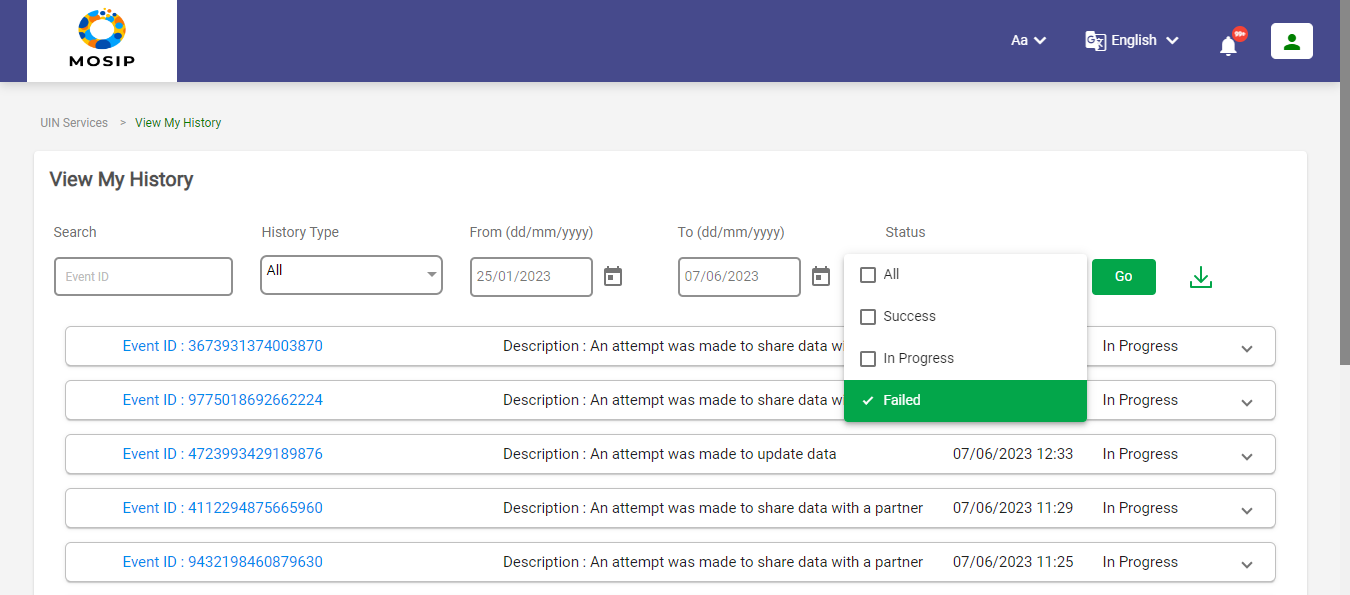 MOSIP
Aa
English
99+
UIN Services > View My History
View My History
Search
History Type
From (dd/mm/yyyy)
To (dd/mm/yyyy)
Status
Event ID
All
25/01/2023
07/06/2023
All
Success
In Progress
Failed
Go
Event ID : 3673931374003870 Description : An attempt was made to share data In Progress
Event ID : 9775018692662224 Description : An attempt was made to share data In Progress
Event ID : 4723993429189876 Description : An attempt was made to update data 07/06/2023 12:33 In Progress
Event ID : 4112294875665960 Description : An attempt was made to share data with a partner 07/06/2023 11:29 In Progress
Event ID : 9432198460879630 Description : An attempt was made to share data with a partner 07/06/2023 11:25 In Progress